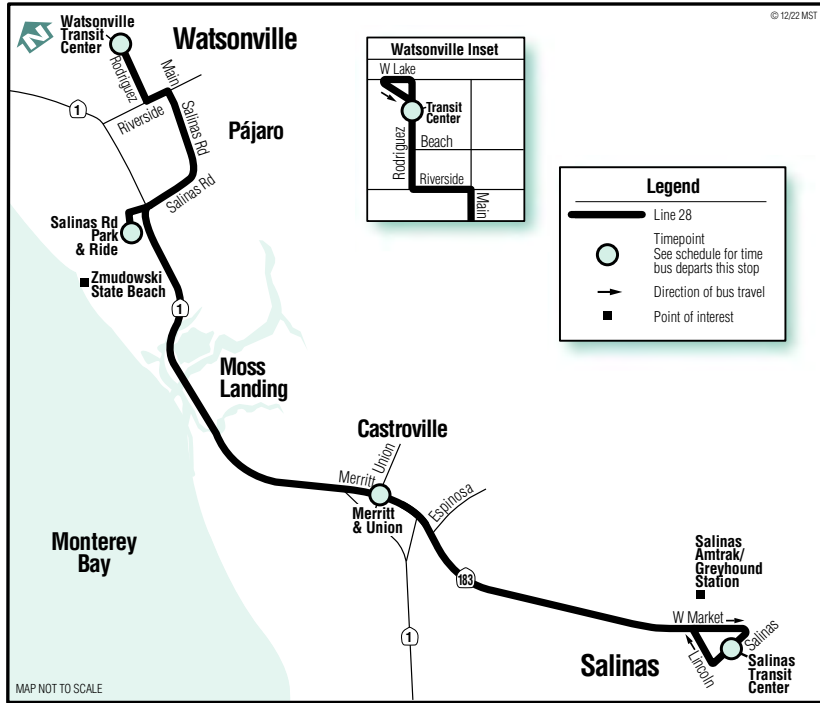 © 12/22 MST
N
Watsonville
Transit
Center
Watsonville
Rodriguez
Main
1
Riverside
Salinas Rd
Pájaro
Salinas Rd
Salinas Rd
Park
& Ride
Zmudowski
State Beach
1
Moss
Landing
Castroville
Union
Merritt
Merritt
& Union
Espinosa
Monterey
Bay
183
1
Salinas
Amtrak/
Greyhound
Station
W Market
Salinas
Lincoln
Salinas
Salinas
Transit
Center
MAP NOT TO SCALE
Watsonville Inset
W Lake
Transit
Center
Rodriguez
Beach
Riverside
Main
Legend
Line 28
Timepoint
See schedule for time
bus departs this stop
Direction of bus travel
Point of interest